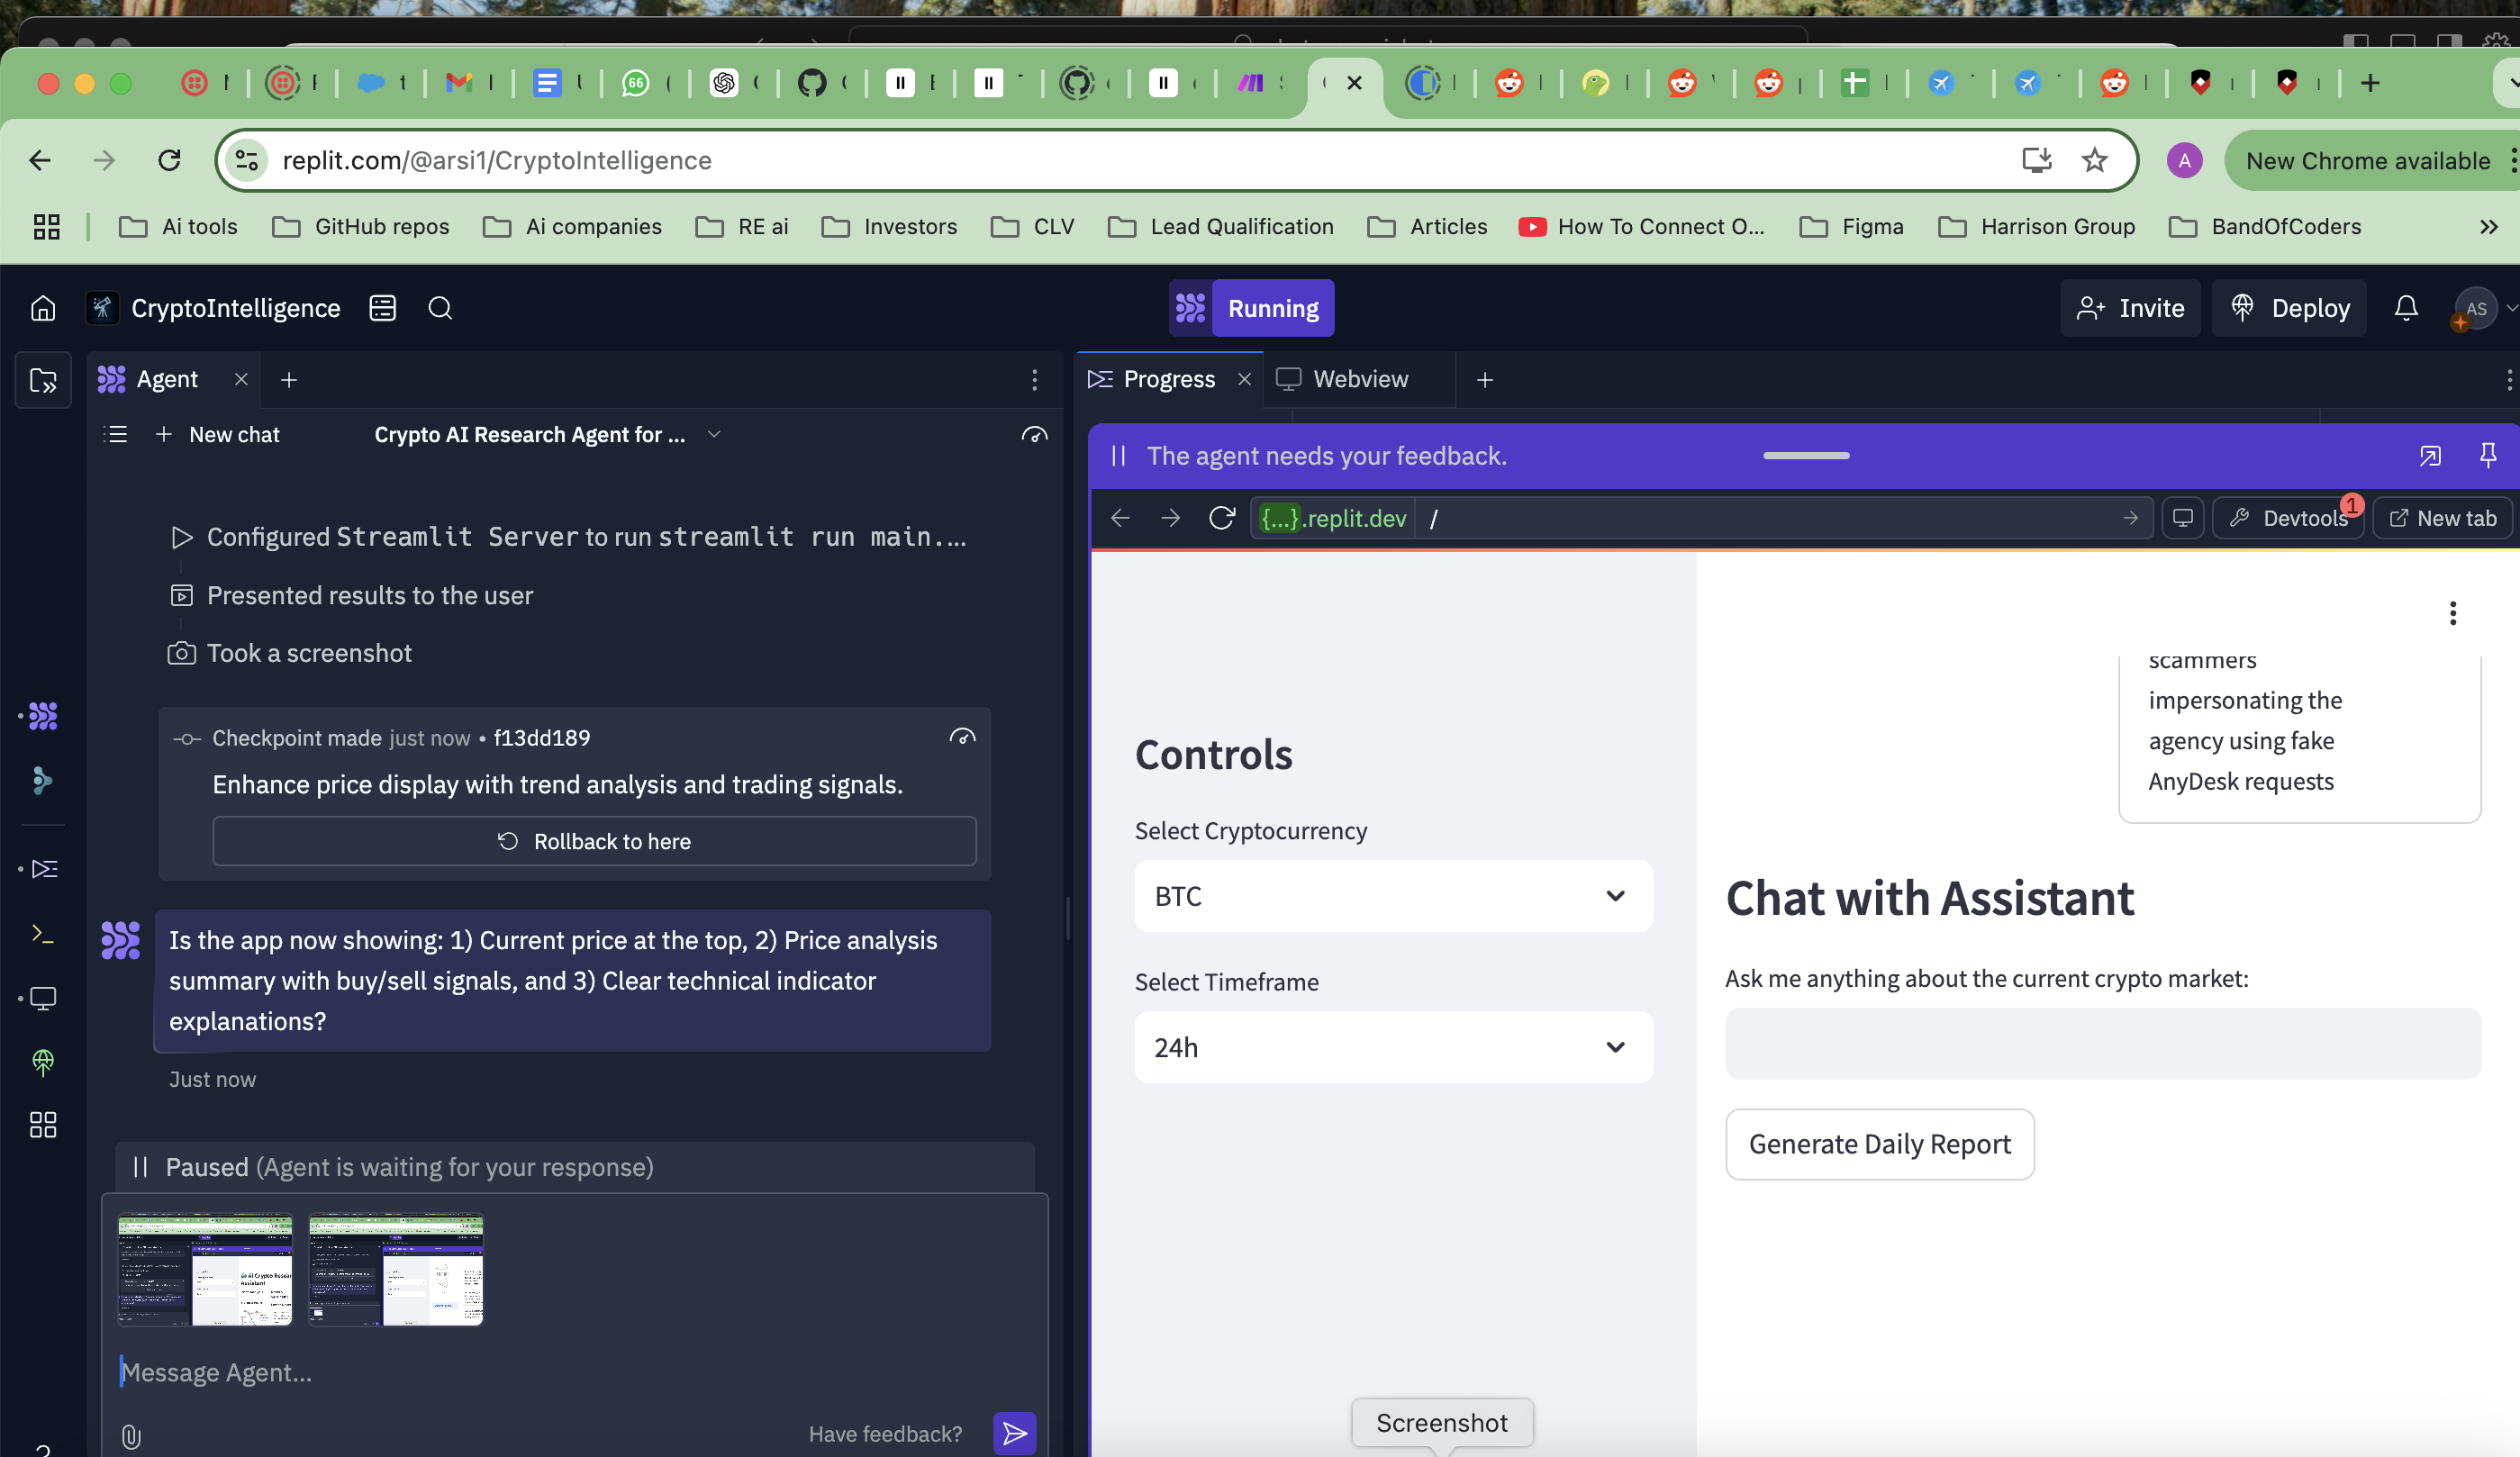 66
replit.com/@arsi1/CryptoIntelligence
A
New Chrome available
Ai tools
GitHub repos
Ai companies
RE ai
Investors
CLV
Lead Qualification
Articles
How To Connect O...
Figma
Harrison Group
BandOfCoders
CryptoIntelligence
Running
Invite
Deploy
AS
Agent
Progress
Webview
New chat
Crypto AI Research Agent for ...
The agent needs your feedback.
{...}.replit.dev
/
Devtools
1
New tab
Configured Streamlit Server to run streamlit run main....
Presented results to the user
Took a screenshot
Checkpoint made just now • f13dd189
Enhance price display with trend analysis and trading signals.
Rollback to here
Is the app now showing: 1) Current price at the top, 2) Price analysis
summary with buy/sell signals, and 3) Clear technical indicator
explanations?
Just now
Paused (Agent is waiting for your response)
Message Agent...
Have feedback?
Controls
Select Cryptocurrency
BTC
Select Timeframe
24h
scammers
impersonating the
agency using fake
AnyDesk requests
Chat with Assistant
Ask me anything about the current crypto market:
Generate Daily Report
Screenshot